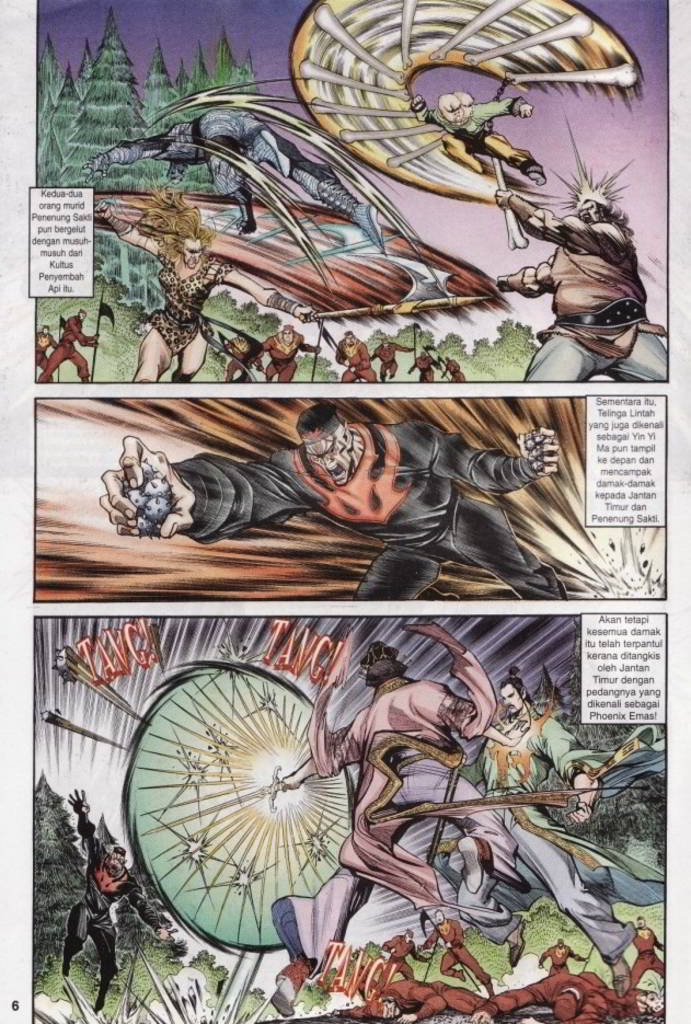 Kedua-dua
orang murid
Penenung Sakti
pun bergelut
dengan musuh-
musuh dari
Kultus
Penyembah
Api itu.
Sementara itu,
Telinga Lintah
yang juga dikenali
sebagai Yin Yi
Ma pun tampil
ke depan dan
mencampak
damak-damak
kepada Jantan
Timur dan
Penenung Sakti.
Akan tetapi
kesemua damak
itu telah terpantul
kerana ditangkis
oleh Jantan
Timur dengan
pedangnya yang
dikenali sebagai
Phoenix Emas!
TANG!
TANG!
TANG!
6